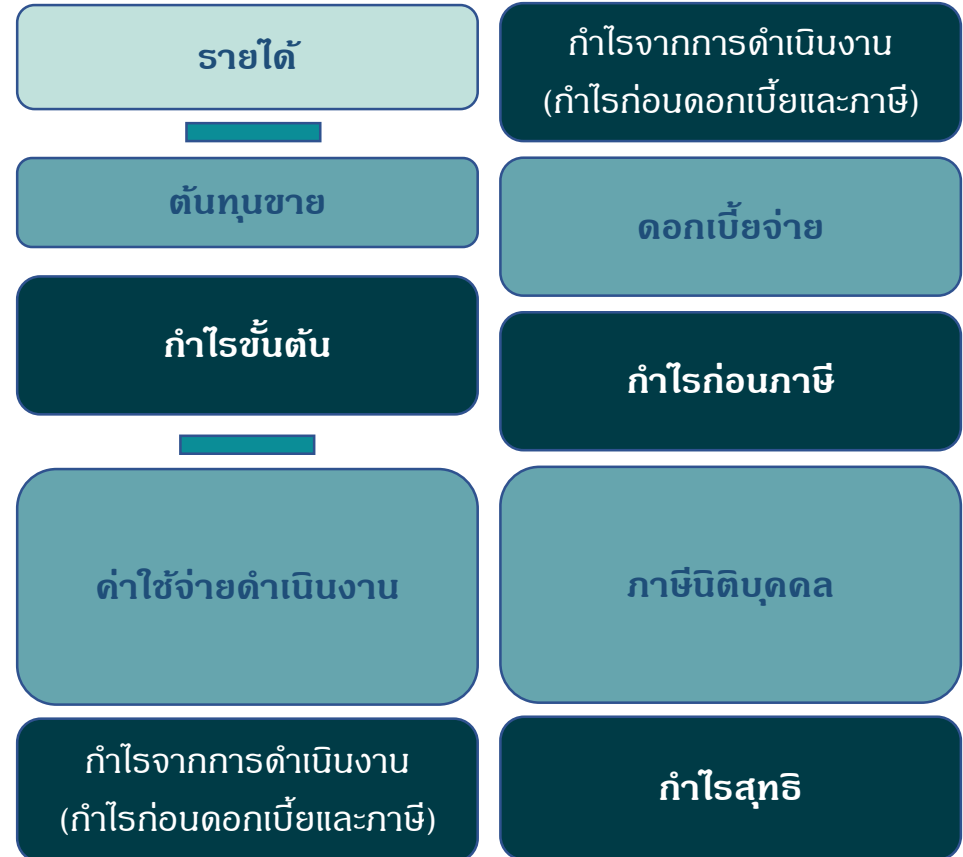 รายได้
ต้นทุนขาย
กำไรขั้นต้น
ค่าใช้จ่ายดำเนินงาน
กำไรจากการดำเนินงาน
(กำไรก่อนดอกเบี้ยและภาษี)
กำไรจากการดำเนินงาน
(กำไรก่อนดอกเบี้ยและภาษี)
ดอกเบี้ยจ่าย
กำไรก่อนภาษี
ภาษีนิติบุคคล
กำไรสุทธิ